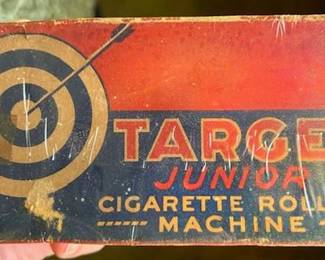 TARGE
JUNIOR
CIGARETTE ROLL
MACHINE